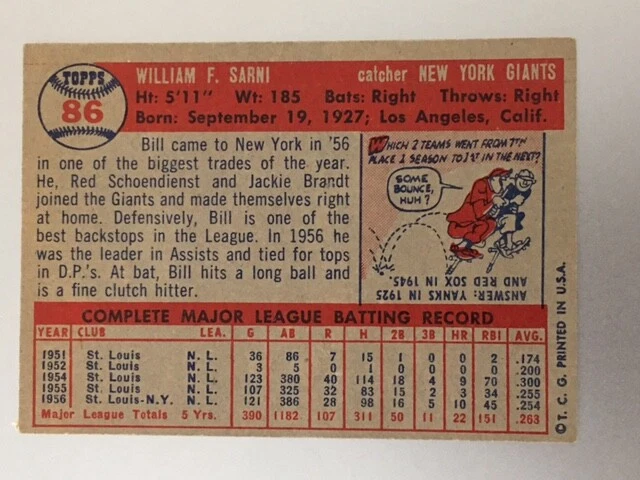 TOPPS
86
WILLIAM F. SARNI catcher NEW YORK GIANTS
Ht: 5'11" Wt: 185 Bats: Right Throws: Right
Born: September 19, 1927; Los Angeles, Calif.
Bill came to New York in '56
in one of the biggest trades of the year.
He, Red Schoendienst and Jackie Brandt
joined the Giants and made themselves right
at home. Defensively, Bill is one of the
best backstops in the League. In 1956 he
was the leader in Assists and tied for tops
in D.P.'s. At bat, Bill hits a long ball and
is a fine clutch hitter.
WHICH 2 TEAMS WENT FROM 7TH
PLACE 1 SEASON TO 1ST IN THE NEXT?
SOME
BOUNCE,
HUH?
ANSWER: YANKS IN 1925
AND RED SOX IN 1945.
COMPLETE MAJOR LEAGUE BATTING RECORD
YEAR CLUB LEA. G AB R H 2B 3B HR RBI AVG.
1951 St. Louis N. L. 36 86 7 15 1 0 0 2 .174
1952 St. Louis N. L. 3 5 0 1 0 0 0 0 .200
1954 St. Louis N. L. 123 380 40 114 18 4 9 70 .300
1955 St. Louis N. L. 107 325 32 83 15 2 3 34 .255
1956 St. Louis-N.Y. N. L. 121 386 28 98 16 5 10 45 .254
Major League Totals 5 Yrs. 390 1182 107 311 50 11 22 151 .263
© T. C. G. PRINTED IN U.S.A.